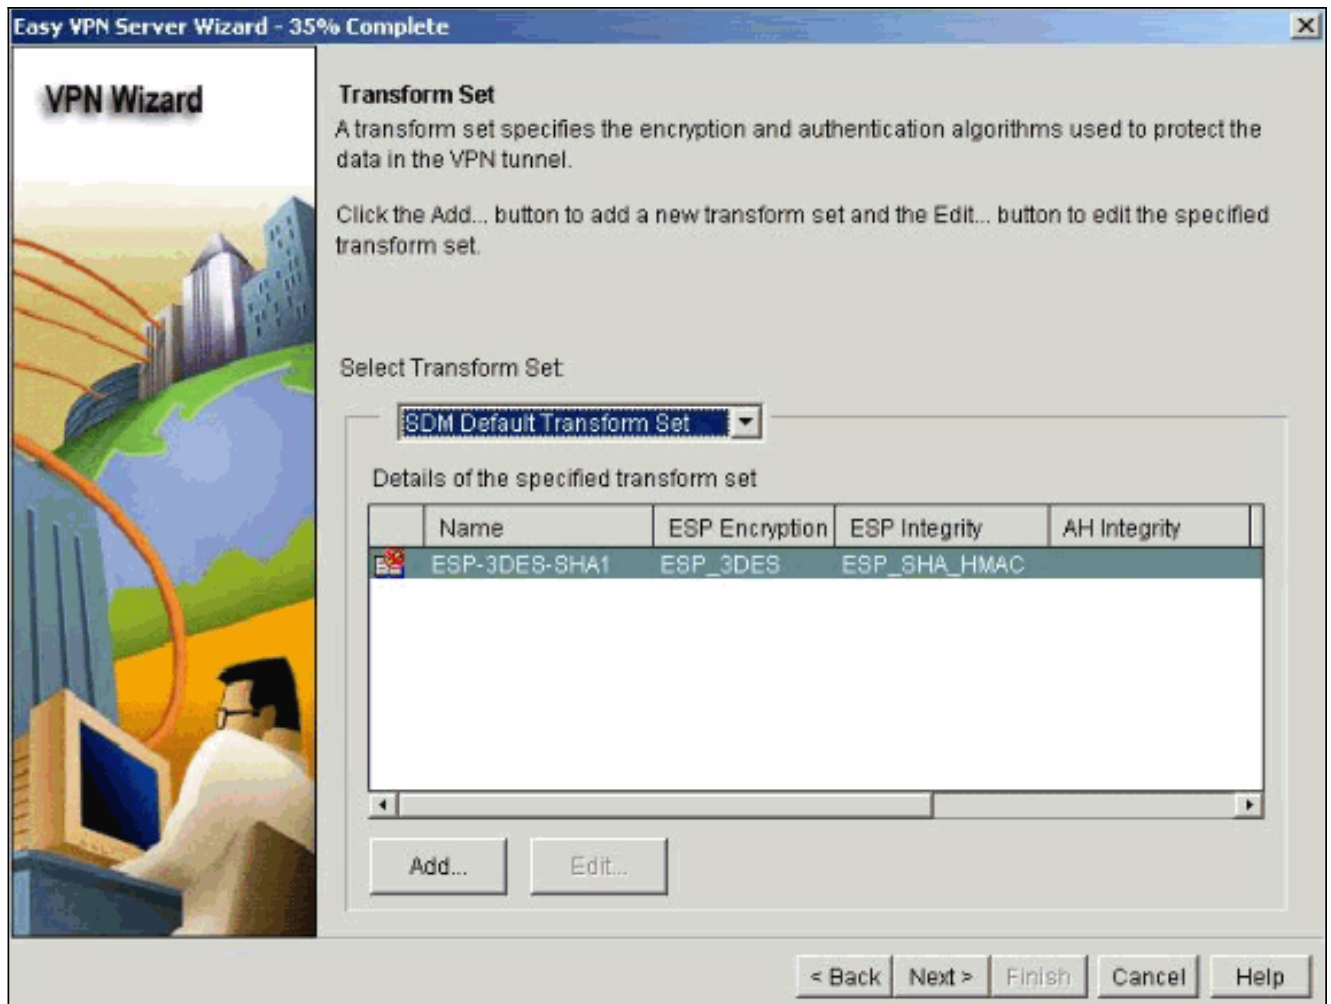 Easy VPN Server Wizard - 35% Complete
VPN Wizard
Transform Set
A transform set specifies the encryption and authentication algorithms used to protect the
data in the VPN tunnel.
Click the Add... button to add a new transform set and the Edit... button to edit the specified
transform set.
Select Transform Set:
SDM Default Transform Set
Details of the specified transform set
Name ESP Encryption ESP Integrity AH Integrity
ESP-3DES-SHA1 ESP_3DES ESP_SHA_HMAC
Add... Edit...
< Back Next > Finish Cancel Help